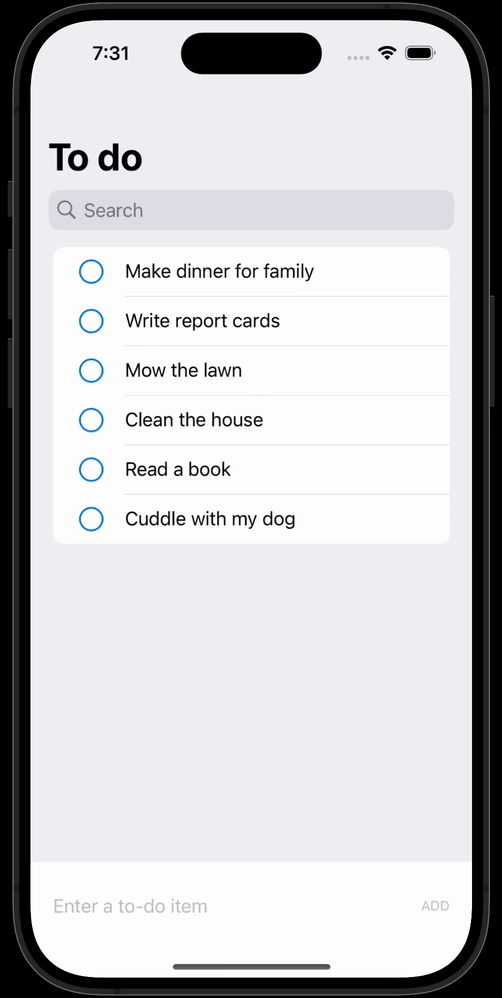 7:31
To do
Search
Make dinner for family
Write report cards
Mow the lawn
Clean the house
Read a book
Cuddle with my dog
Enter a to-do item ADD